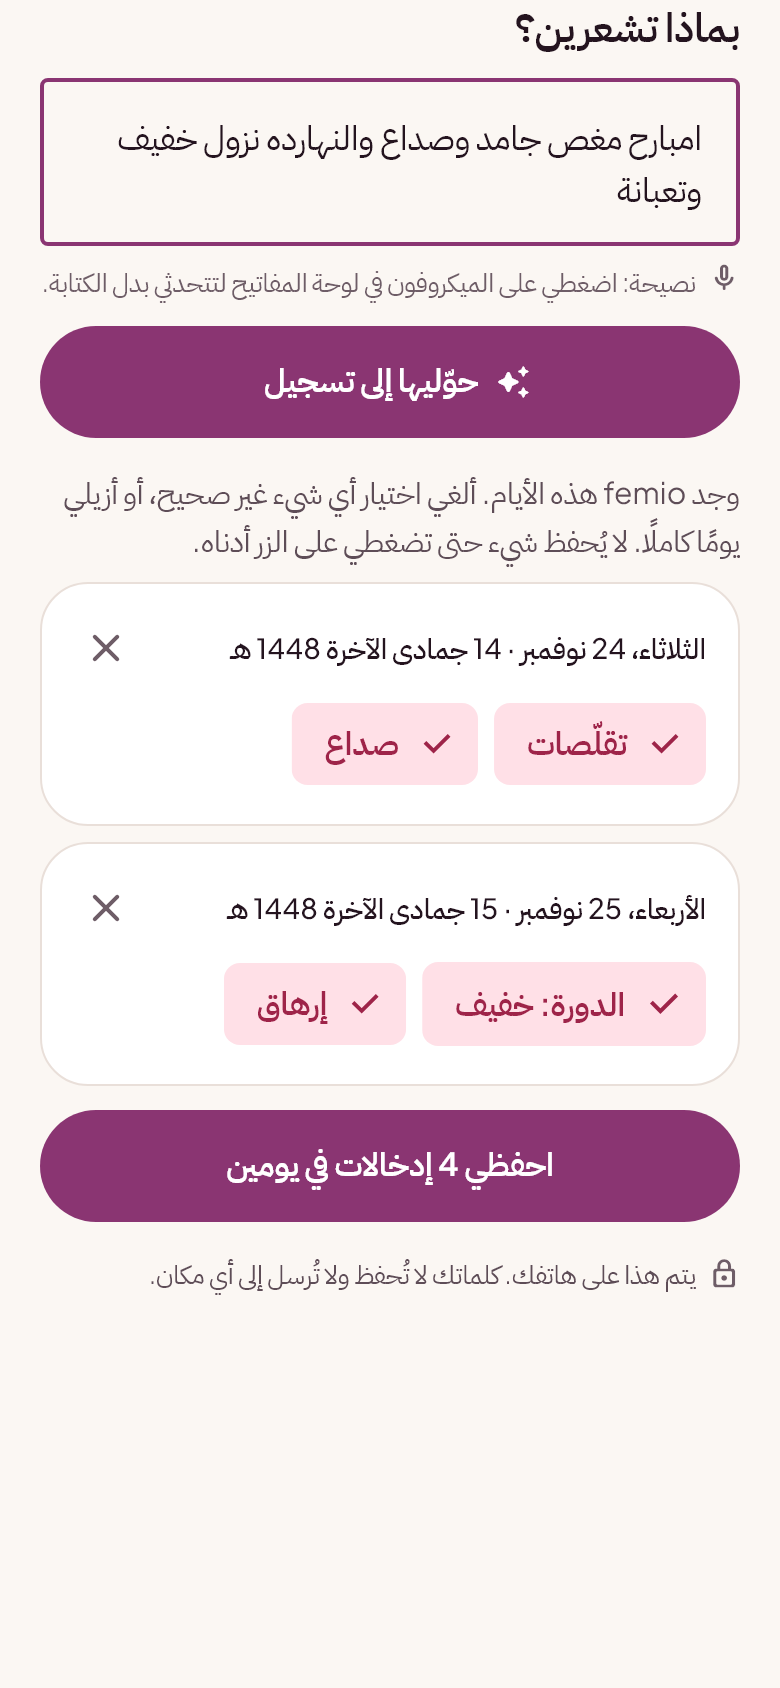 بماذا تشعرين؟
امبارح مغص جامد وصداع والنهارده نزول خفيف
وتعبانة
نصيحة: اضغطي على الميكروفون في لوحة المفاتيح لتتحدثي بدل الكتابة.
حوّليها إلى تسجيل
وجد femio هذه الأيام. ألغي اختيار أي شيء غير صحيح، أو أزيلي
يومًا كاملًا. لا يُحفظ شيء حتى تضغطي على الزر أدناه.
الثلاثاء، 24 نوفمبر · 14 جمادى الآخرة 1448 هـ
تقلّصات صداع
الأربعاء، 25 نوفمبر · 15 جمادى الآخرة 1448 هـ
الدورة: خفيف إرهاق
احفظي 4 إدخالات في يومين
يتم هذا على هاتفك. كلماتك لا تُحفظ ولا تُرسل إلى أي مكان.